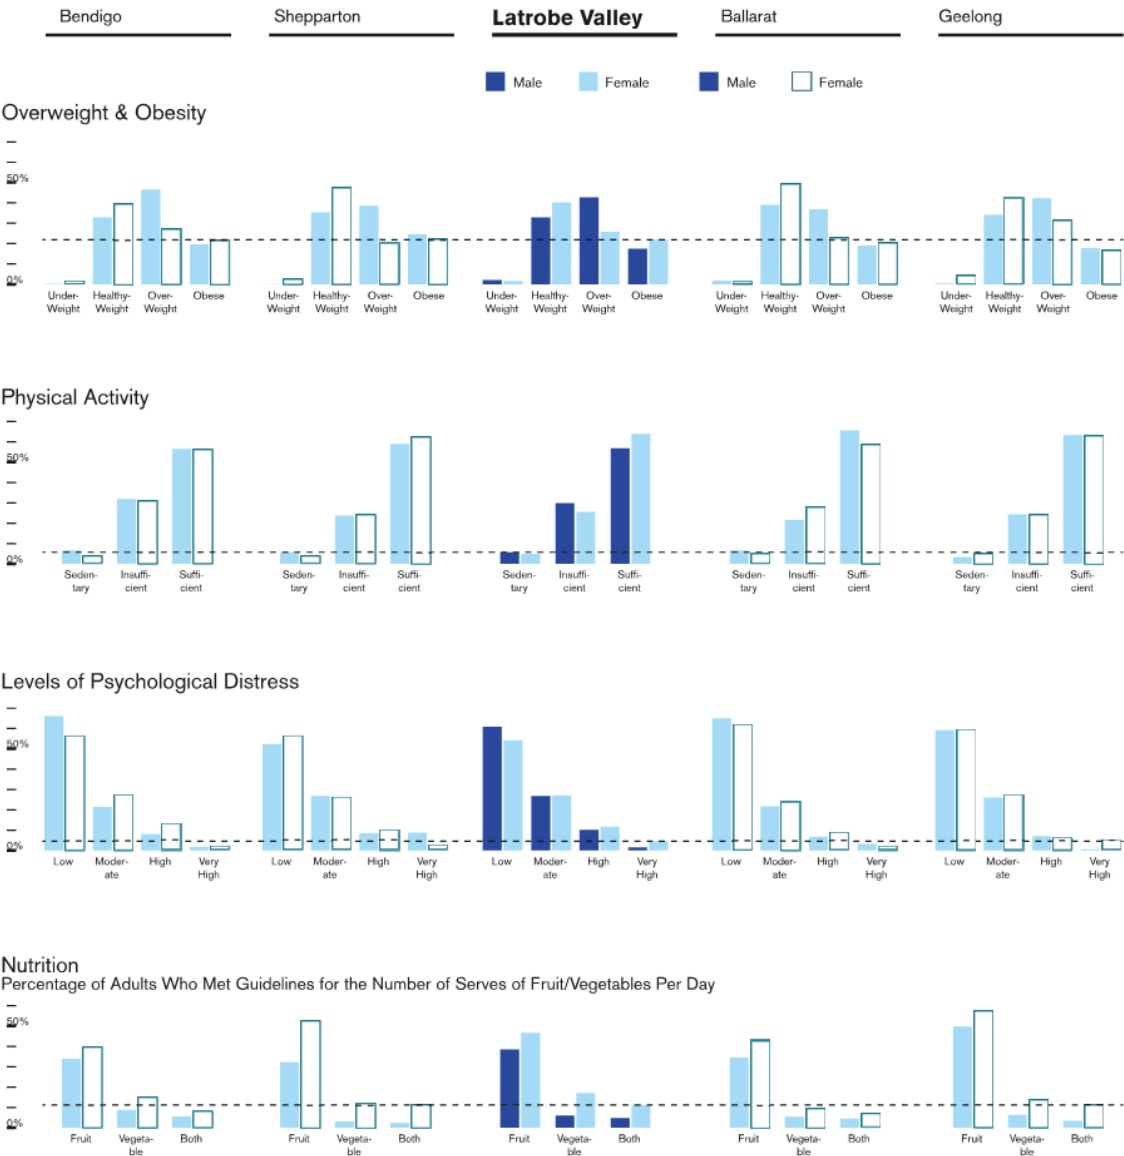 Bendigo Shepparton Latrobe Valley Ballarat Geelong
Male Female Male Female
Overweight & Obesity
50%
0%
Under- Healthy- Over- Obese Under- Healthy- Over- Obese Under- Healthy- Over- Obese Under- Healthy- Over- Obese Under- Healthy- Over- Obese
Weight Weight Weight Weight Weight Weight Weight Weight Weight Weight Weight Weight Weight Weight Weight
Physical Activity
50%
0%
Seden- Insuffi- Suffi- Seden- Insuffi- Suffi- Seden- Insuffi- Suffi- Seden- Insuffi- Suffi- Seden- Insuffi- Suffi-
tary cient cient tary cient cient tary cient cient tary cient cient tary cient cient
Levels of Psychological Distress
50%
0%
Low Moder- High Very Low Moder- High Very Low Moder- High Very Low Moder- High Very Low Moder- High Very
ate High ate High ate High ate High ate High
Nutrition
Percentage of Adults Who Met Guidelines for the Number of Serves of Fruit/Vegetables Per Day
50%
0%
Fruit Vegeta- Both Fruit Vegeta- Both Fruit Vegeta- Both Fruit Vegeta- Both Fruit Vegeta- Both
ble ble ble ble ble